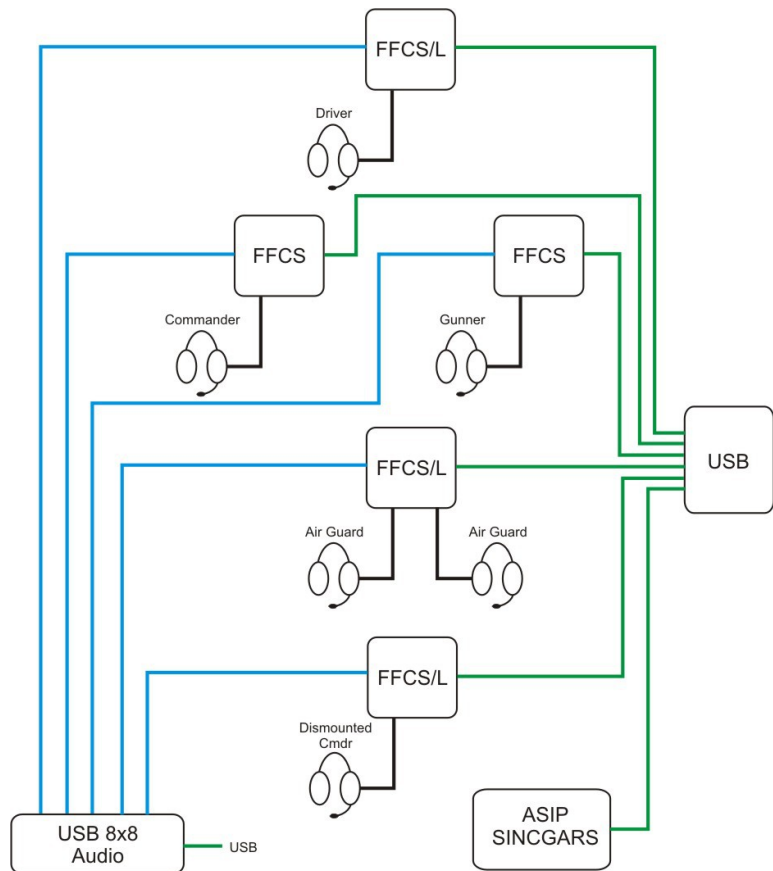 FFCS/L
Driver
FFCS
FFCS
Commander
Gunner
USB
FFCS/L
Air Guard
Air Guard
FFCS/L
Dismounted
Cmdr
ASIP
SINCGARS
USB 8x8
Audio
USB